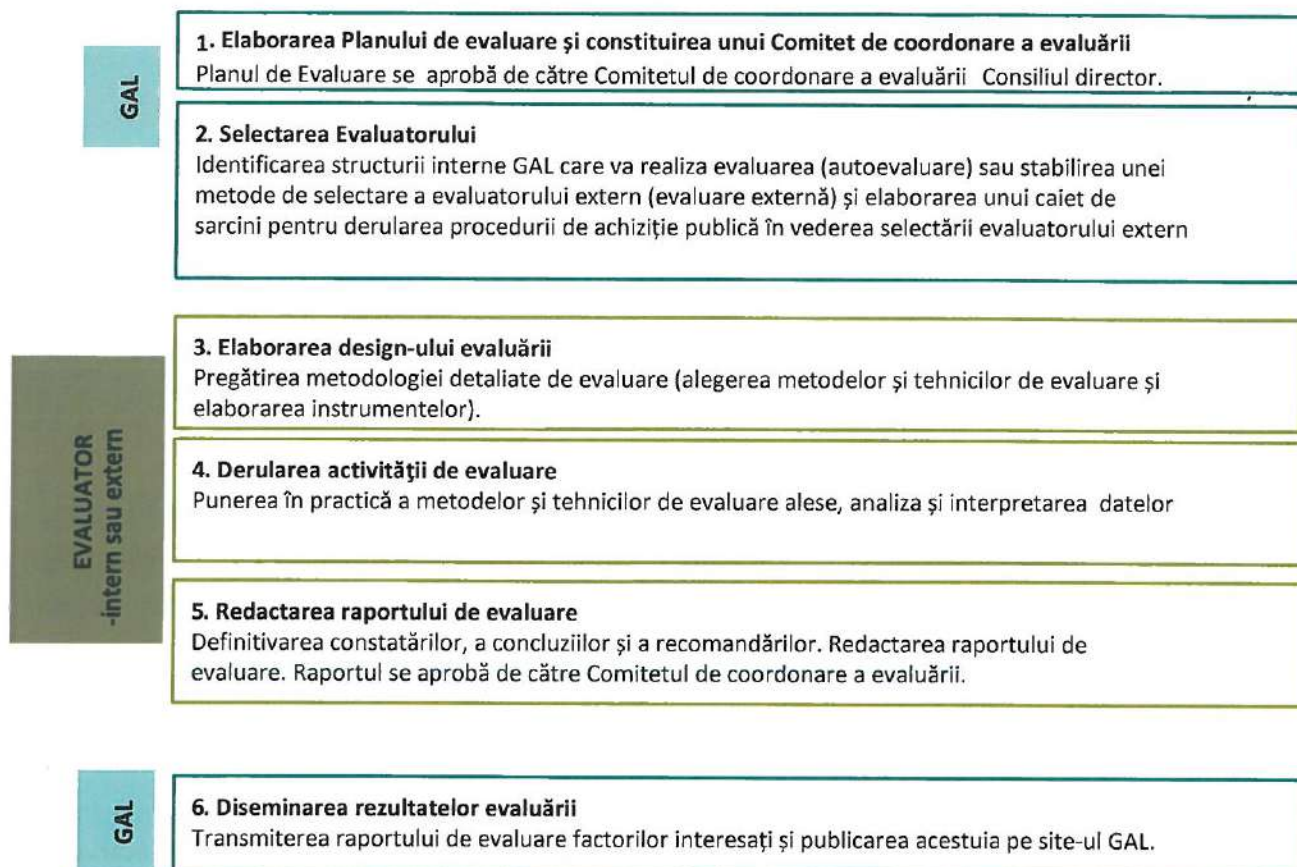 GAL
1. Elaborarea Planului de evaluare și constituirea unui Comitet de coordonare a evaluării
Planul de Evaluare se aprobă de către Comitetul de coordonare a evaluării Consiliul director.
2. Selectarea Evaluatorului
Identificarea structurii interne GAL care va realiza evaluarea (autoevaluare) sau stabilirea unei
metode de selectare a evaluatorului extern (evaluare externă) și elaborarea unui caiet de
sarcini pentru derularea procedurii de achiziție publică în vederea selectării evaluatorului extern
EVALUATOR
-intern sau extern
3. Elaborarea design-ului evaluării
Pregătirea metodologiei detaliate de evaluare (alegerea metodelor și tehnicilor de evaluare și
elaborarea instrumentelor).
4. Derularea activității de evaluare
Punerea în practică a metodelor și tehnicilor de evaluare alese, analiza și interpretarea datelor
5. Redactarea raportului de evaluare
Definitivarea constatărilor, a concluziilor și a recomandărilor. Redactarea raportului de
evaluare. Raportul se aprobă de către Comitetul de coordonare a evaluării.
GAL
6. Diseminarea rezultatelor evaluării
Transmiterea raportului de evaluare factorilor interesați și publicarea acestuia pe site-ul GAL.